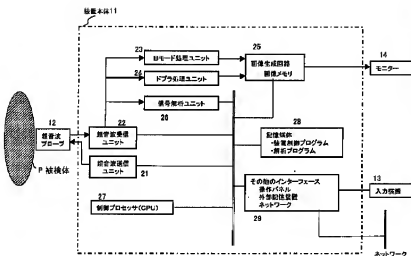 装置本体11
23
Bモード処理ユニット
24
ドプラ処理ユニット
25
画像生成回路
画像メモリ
14
モニター
信号解析ユニット
20
12
超音波
プローブ
22
超音波受信
ユニット
28
記憶媒体
・装置制御プログラム
・解析プログラム
P 被検体
超音波送信
ユニット
21
27
制御プロセッサ(CPU)
その他のインターフェース
操作パネル
外部記憶装置
ネットワーク
29
13
入力装置
ネットワーク